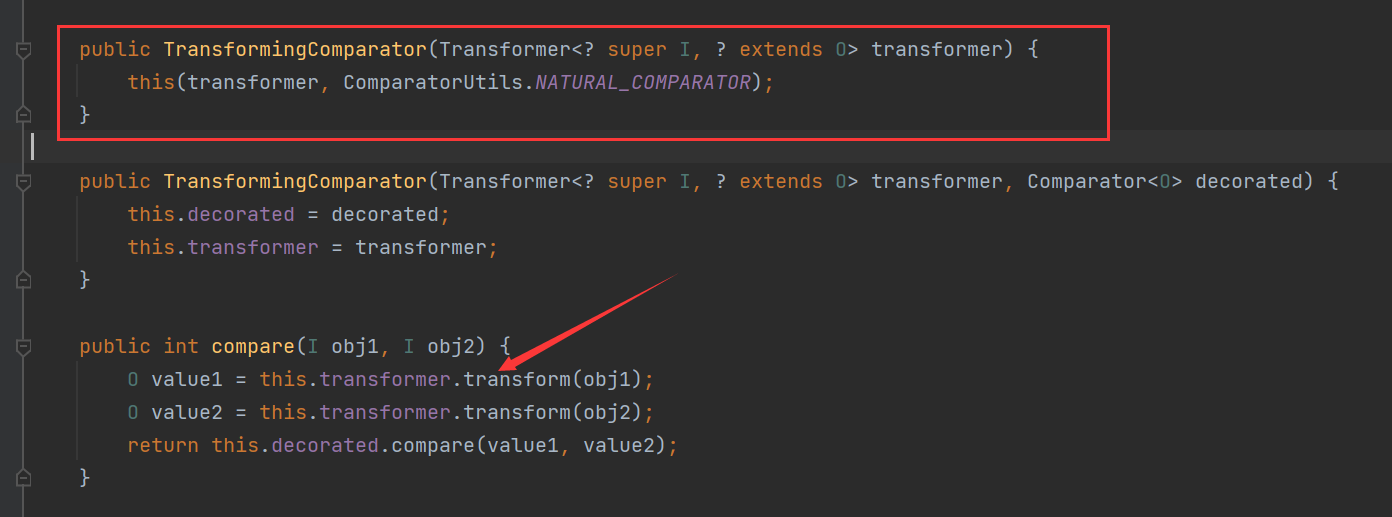 public TransformingComparator(Transformer<? super I, ? extends O> transformer) {
this(transformer, ComparatorUtils.NATURAL_COMPARATOR);
}
public TransformingComparator(Transformer<? super I, ? extends O> transformer, Comparator<O> decorated) {
this.decorated = decorated;
this.transformer = transformer;
}
public int compare(I obj1, I obj2) {
O value1 = this.transformer.transform(obj1);
O value2 = this.transformer.transform(obj2);
return this.decorated.compare(value1, value2);
}